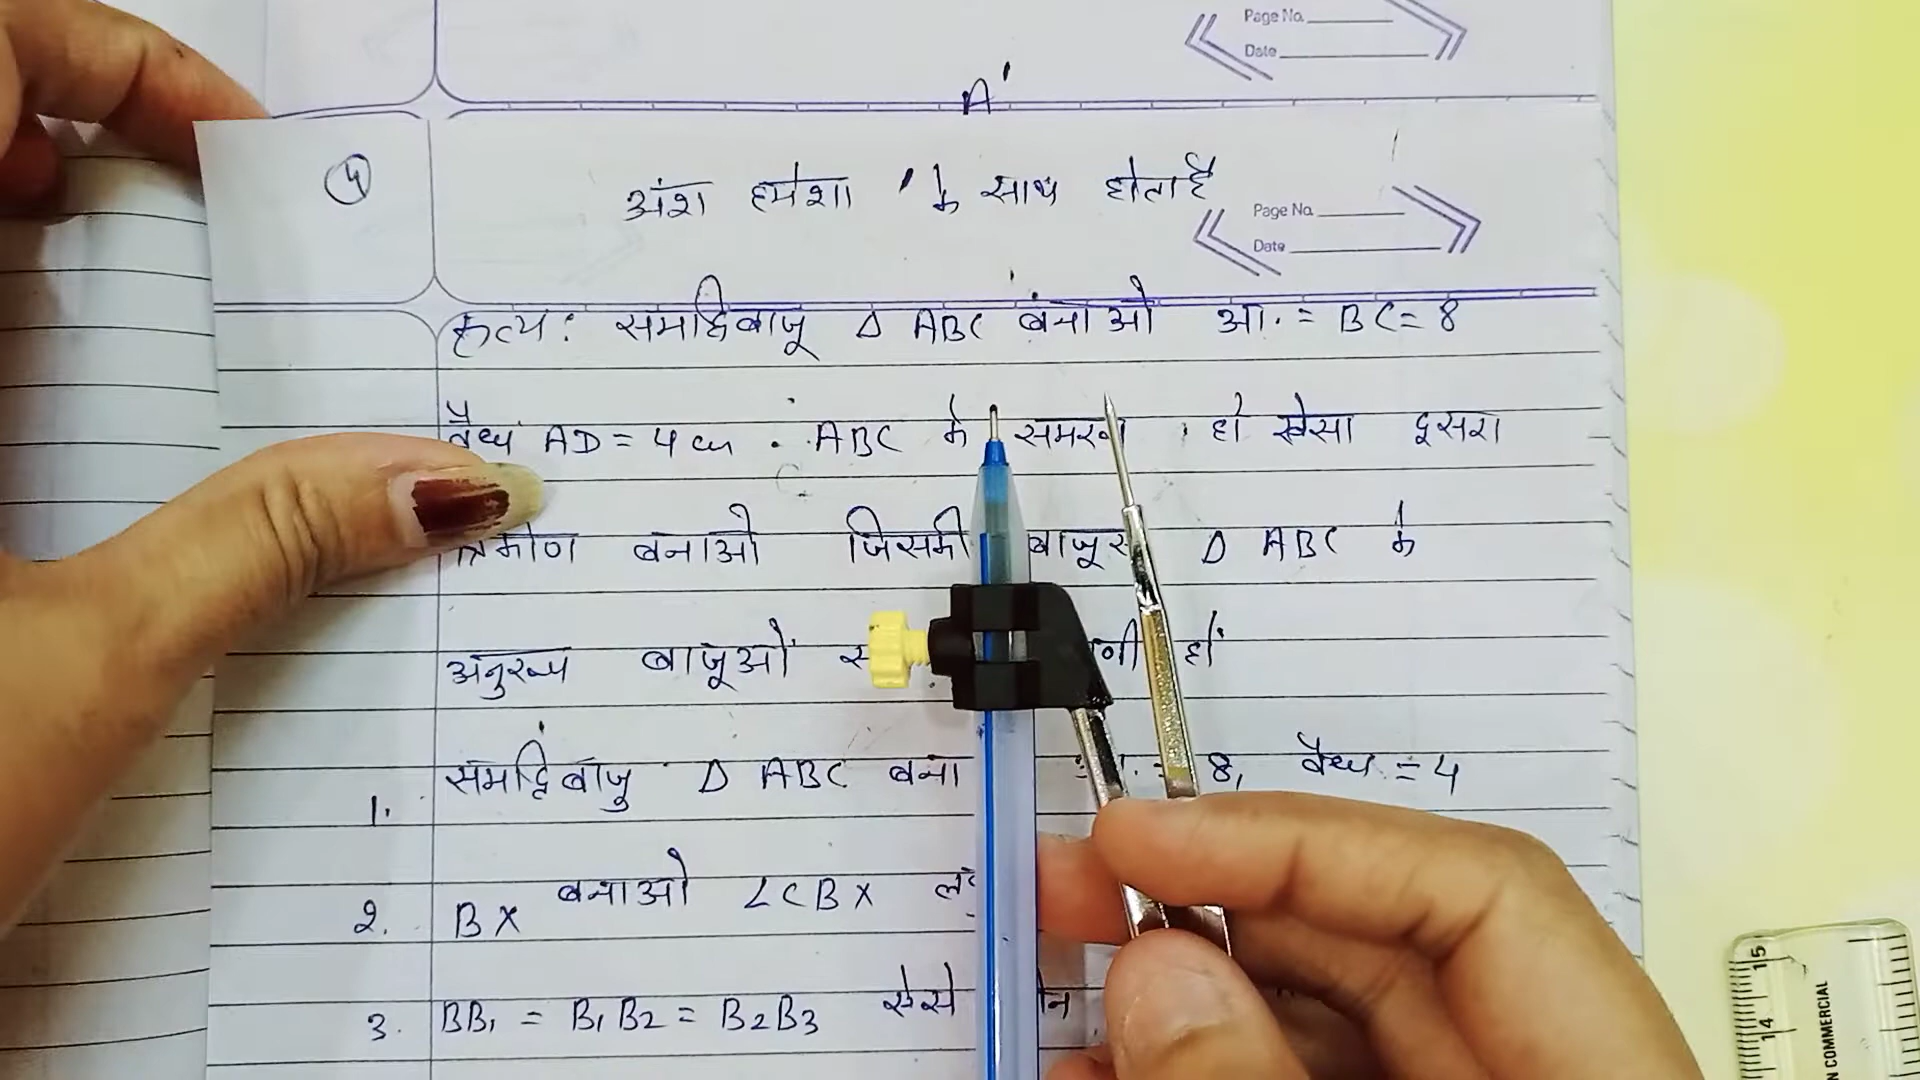 Page No.
Date
A'
4
अंश हमेशा ' के साथ होता है
Page No.
Date
कृत्य: समद्विबाजू Δ ABC बनाओ आ. = BC = 8
वैध्य AD = 4 cm . ABC के समरूप हो ऐसा दूसरा
त्रिकोण बनाओ जिसकी Δ ABC के
अनुरूप बाजूओं हो
1. समद्विबाजु Δ ABC बना 8, वैध्य = 4
2. BX बनाओ ∠CBX
3. BB₁ = B₁B₂ = B₂B₃ ऐसे
15
14
N COMMERCIAL